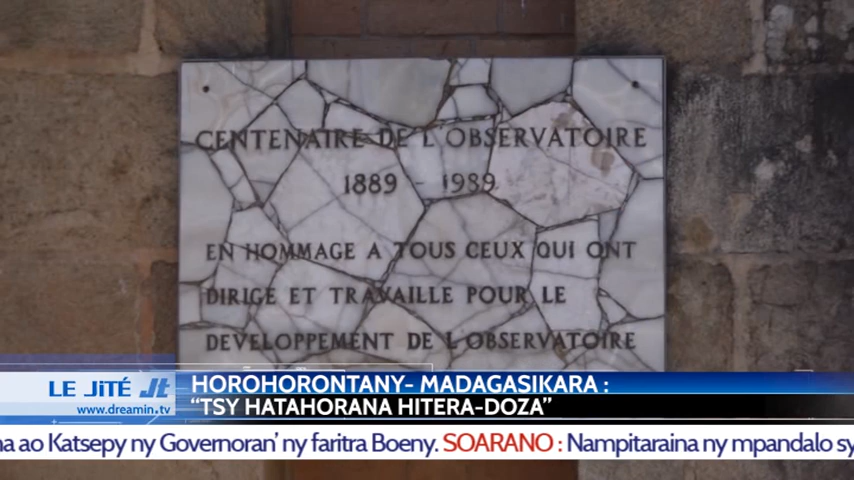 CENTENAIRE DE L'OBSERVATOIRE
1889 - 1989
EN HOMMAGE A TOUS CEUX QUI ONT
DIRIGE ET TRAVAILLE POUR LE
DEVELOPPEMENT DE L'OBSERVATOIRE
LE JiTÉ Jt
www.dreamin.tv
HOROHORONTANY- MADAGASIKARA :
“TSY HATAHORANA HITERA-DOZA”
na ao Katsepy ny Governoran’ ny faritra Boeny. SOARANO : Nampitaraina ny mpandalo sy